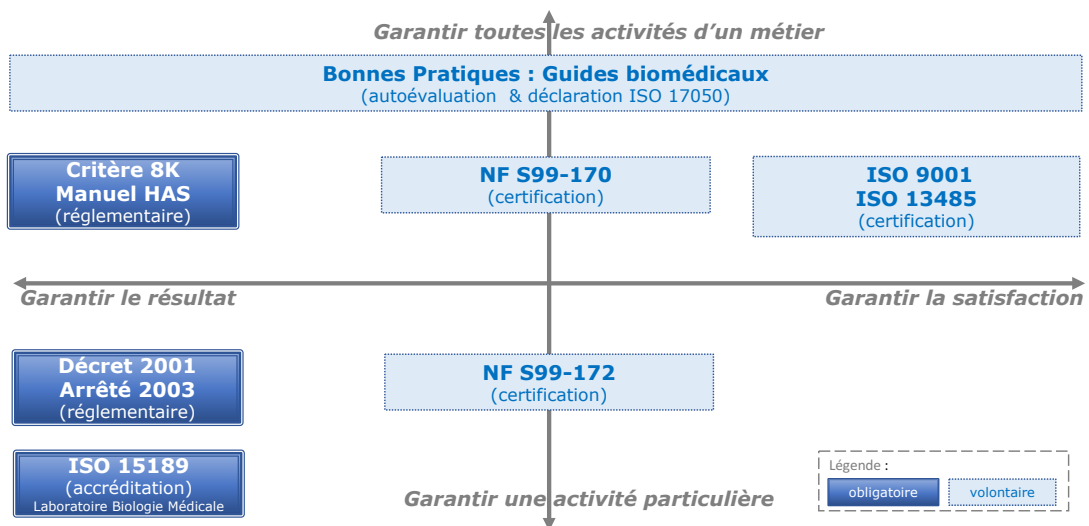 Garantir toutes les activités d’un métier
Bonnes Pratiques : Guides biomédicaux
(autoévaluation & déclaration ISO 17050)
Critère 8K
Manuel HAS
(réglementaire)
NF S99-170
(certification)
ISO 9001
ISO 13485
(certification)
Garantir le résultat
Garantir la satisfaction
Décret 2001
Arrêté 2003
(réglementaire)
NF S99-172
(certification)
ISO 15189
(accréditation)
Laboratoire Biologie Médicale
Garantir une activité particulière
Légende :
obligatoire
volontaire